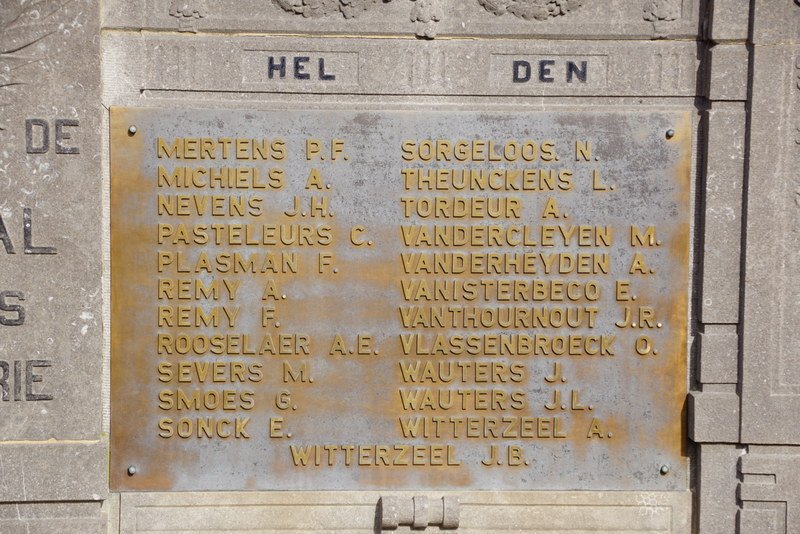 HEL DEN
DE
AL
S
RIE
MERTENS P.F.
MICHIELS A.
NEVENS J.H.
PASTELEURS C.
PLASMAN F.
REMY A.
REMY F.
ROOSELAER A.E.
SEVERS M.
SMOES G.
SONCK E.
SORGELOOS. N.
THEUNCKENS L.
TORDEUR A.
VANDERCLEYEN M.
VANDERHEYDEN A.
VANISTERBECQ E.
VANTHOURNOUT J.R.
VLASSENBROECK O.
WAUTERS J.
WAUTERS J.L.
WITTERZEEL A.
WITTERZEEL J.B.